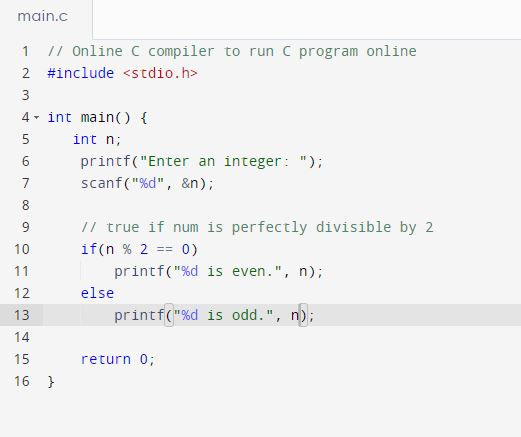 main.c
1 // Online C compiler to run C program online
2 #include <stdio.h>
3
4 int main() {
5 int n;
6 printf("Enter an integer: ");
7 scanf("%d", &n);
8
9 // true if num is perfectly divisible by 2
10 if(n % 2 == 0)
11 printf("%d is even.", n);
12 else
13 printf("%d is odd.", n);
14
15 return 0;
16 }